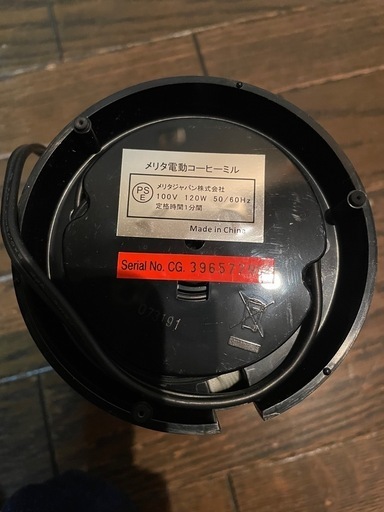 メリタ電動コーヒーミル
PS
E
メリタジャパン株式会社
100V 120W 50/60Hz
定格時間1分間
Made in China
Serial No. CG.